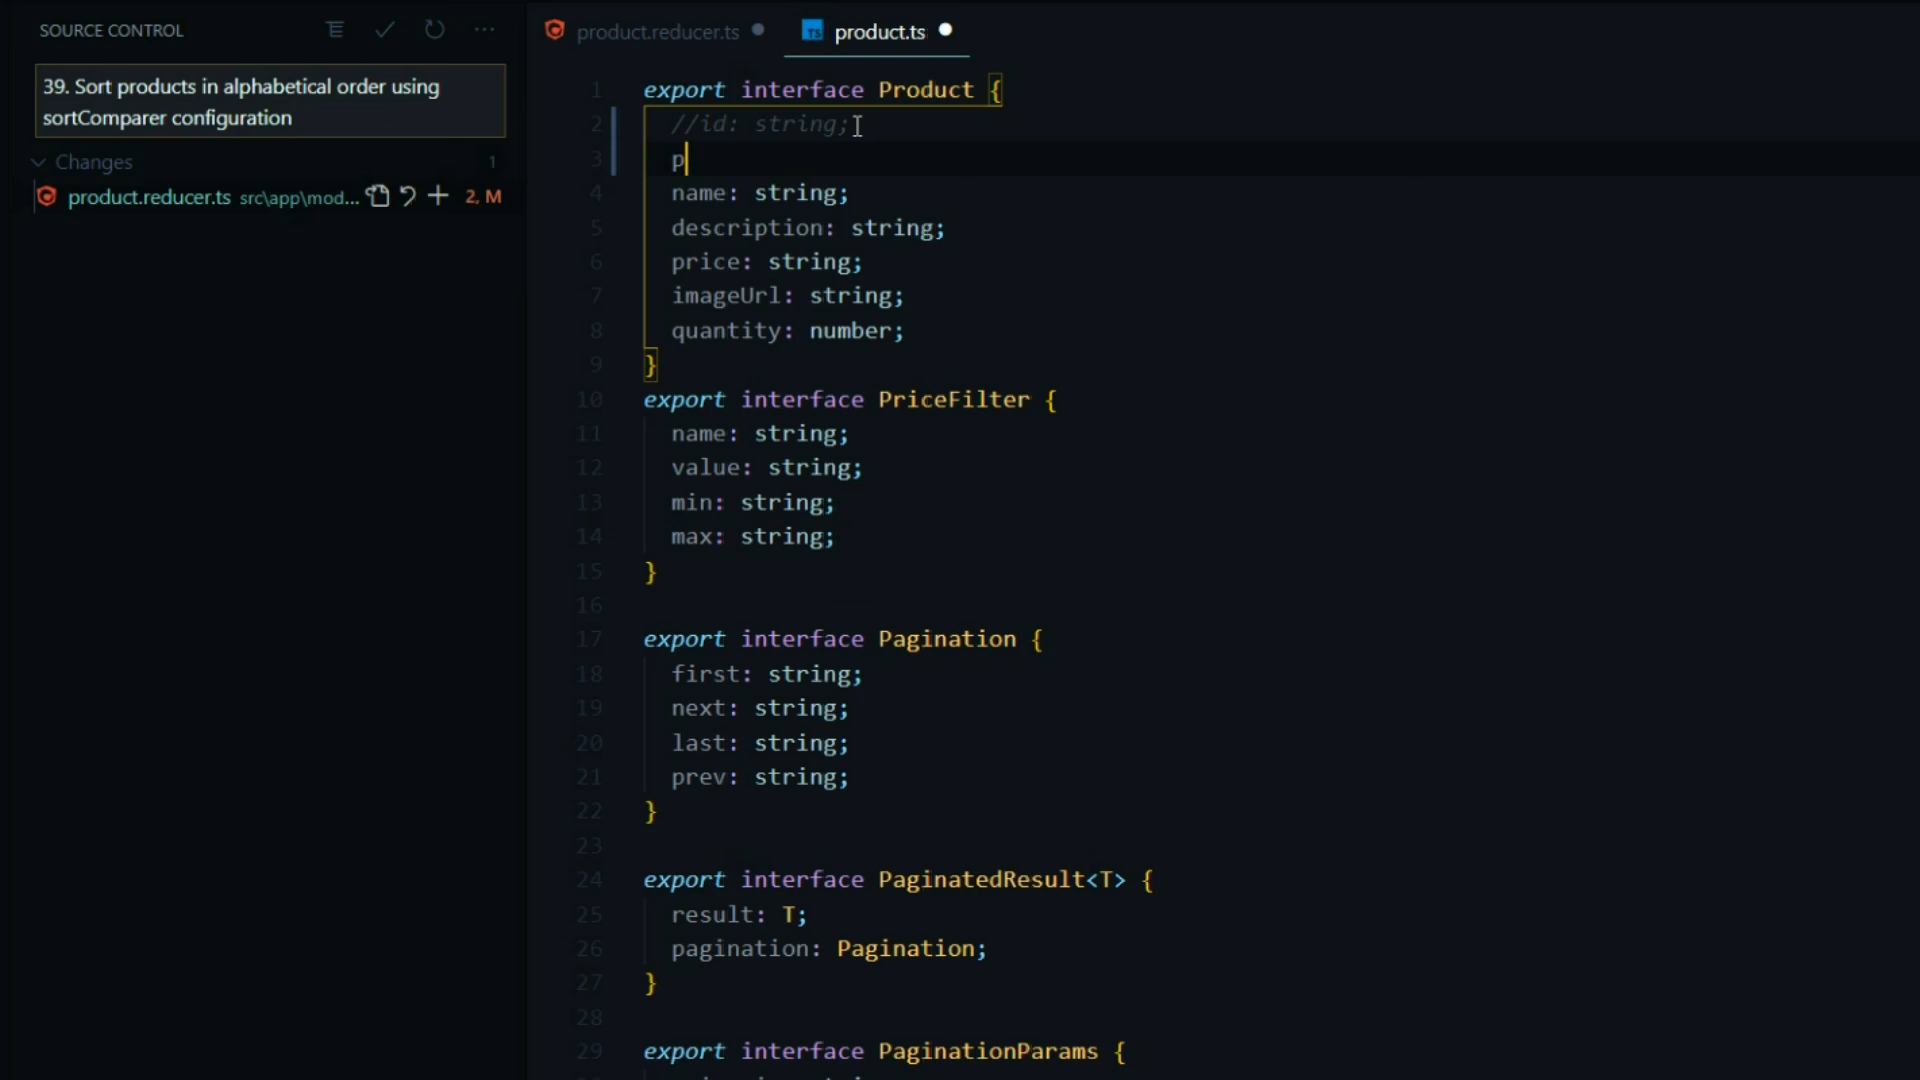 SOURCE CONTROL
39. Sort products in alphabetical order using
sortComparer configuration
Changes 1
product.reducer.ts src\app\mod... 2, M
product.reducer.ts
TS product.ts
1 export interface Product {
2 //id: string;
3 p
4 name: string;
5 description: string;
6 price: string;
7 imageUrl: string;
8 quantity: number;
9 }
10 export interface PriceFilter {
11 name: string;
12 value: string;
13 min: string;
14 max: string;
15 }
16
17 export interface Pagination {
18 first: string;
19 next: string;
20 last: string;
21 prev: string;
22 }
23
24 export interface PaginatedResult<T> {
25 result: T;
26 pagination: Pagination;
27 }
28
29 export interface PaginationParams {